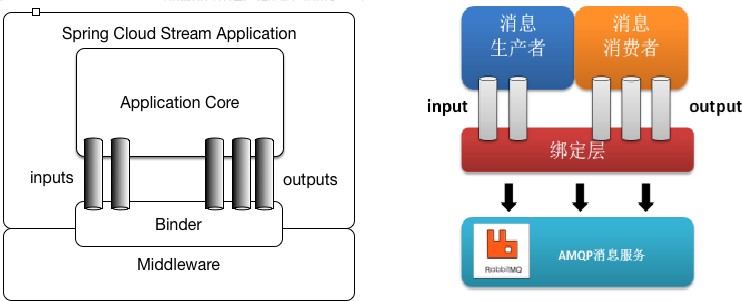 Spring Cloud Stream Application
Application Core
inputs
outputs
Binder
Middleware
消息
生产者
消息
消费者
input
output
绑定层
RabbitMQ
AMQP消息服务